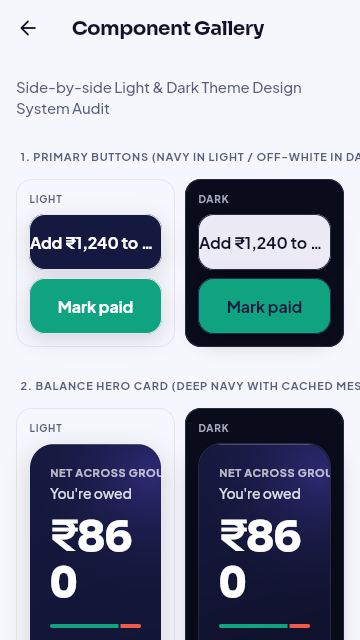 Component Gallery
Side-by-side Light & Dark Theme Design
System Audit
1. PRIMARY BUTTONS (NAVY IN LIGHT / OFF-WHITE IN DA
LIGHT
Add ₹1,240 to ...
Mark paid
DARK
Add ₹1,240 to ...
Mark paid
2. BALANCE HERO CARD (DEEP NAVY WITH CACHED MES
LIGHT
NET ACROSS GROU
You're owed
₹86
0
DARK
NET ACROSS GROU
You're owed
₹86
0